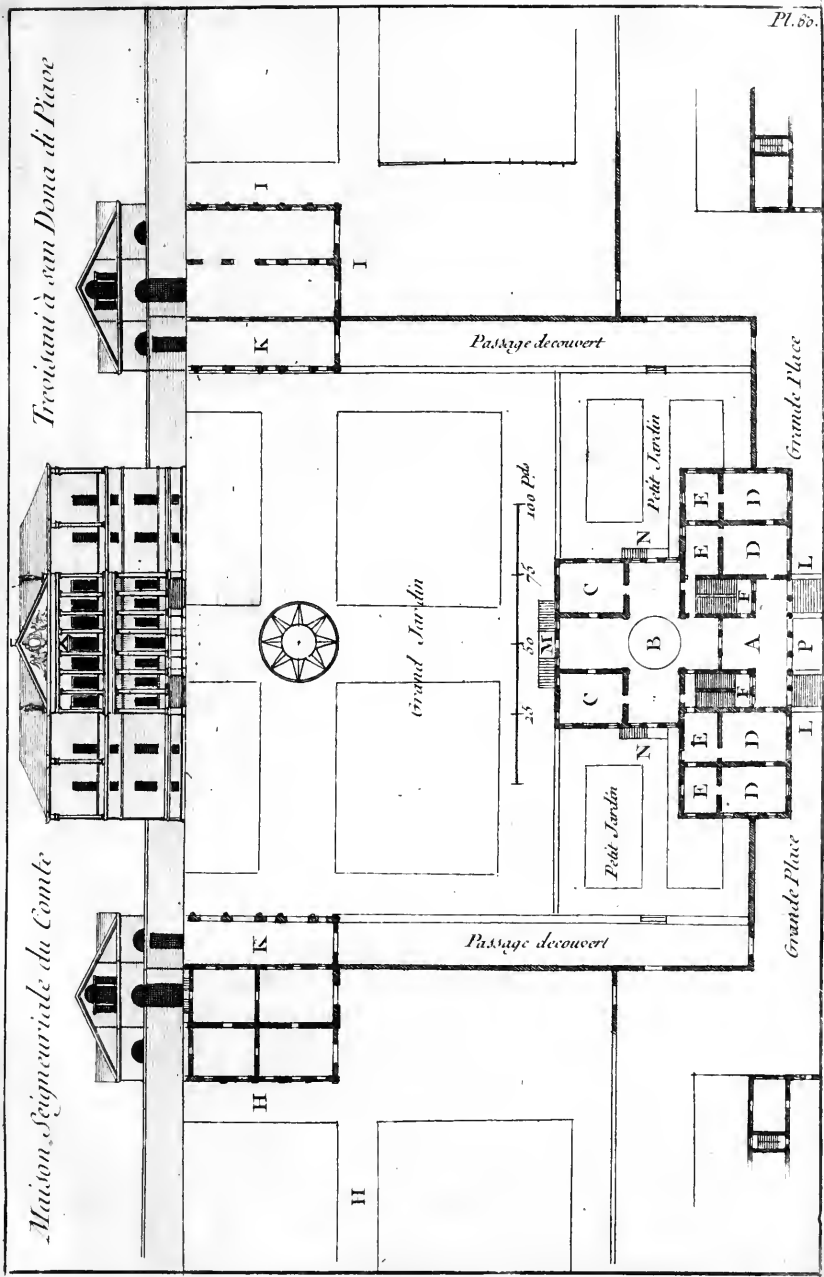 Pl. 60.
Maison Seigneuriale du Comte Trevisani à san Dona di Piave
I
I
K
K
H
H
Passage decouvert
Passage decouvert
Grand Jardin
25 50 75 100 Pds
Petit Jardin
Petit Jardin
M
C C
N N
B
E E E E
F F
D D D D
A
L P L
Grande Place
Grande Place